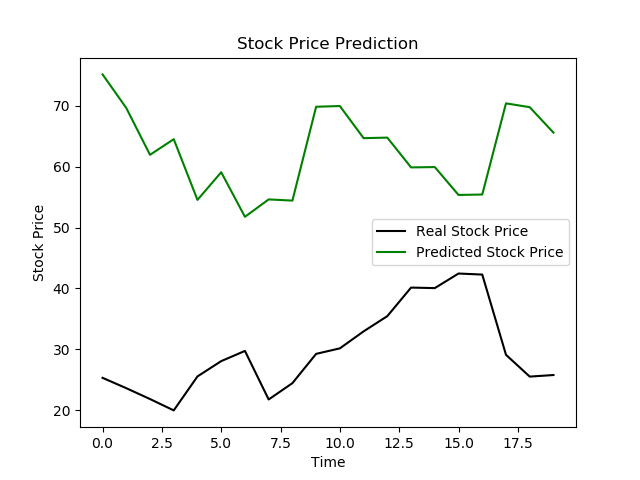 Stock Price Prediction
70
60
50
40
30
20
Stock Price
Real Stock Price
Predicted Stock Price
0.0 2.5 5.0 7.5 10.0 12.5 15.0 17.5
Time